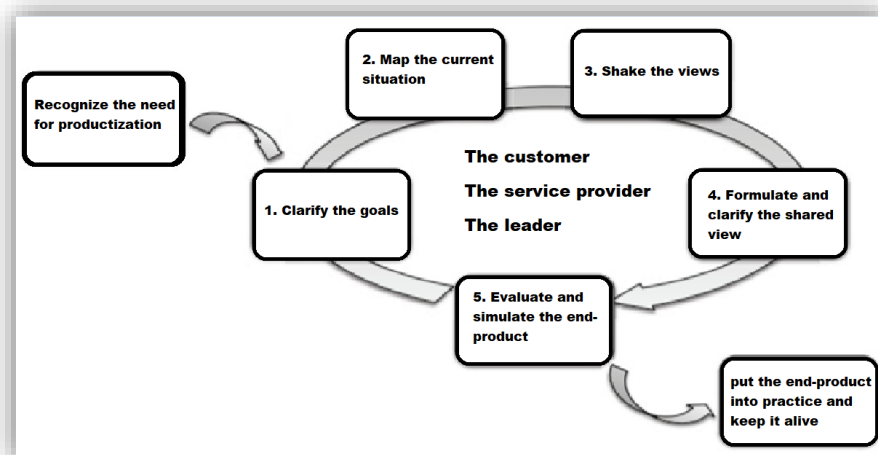 Recognize the need
for productization
1. Clarify the goals
2. Map the current
situation
3. Shake the views
4. Formulate and
clarify the shared
view
5. Evaluate and
simulate the end-
product
put the end-product
into practice and
keep it alive
The customer
The service provider
The leader